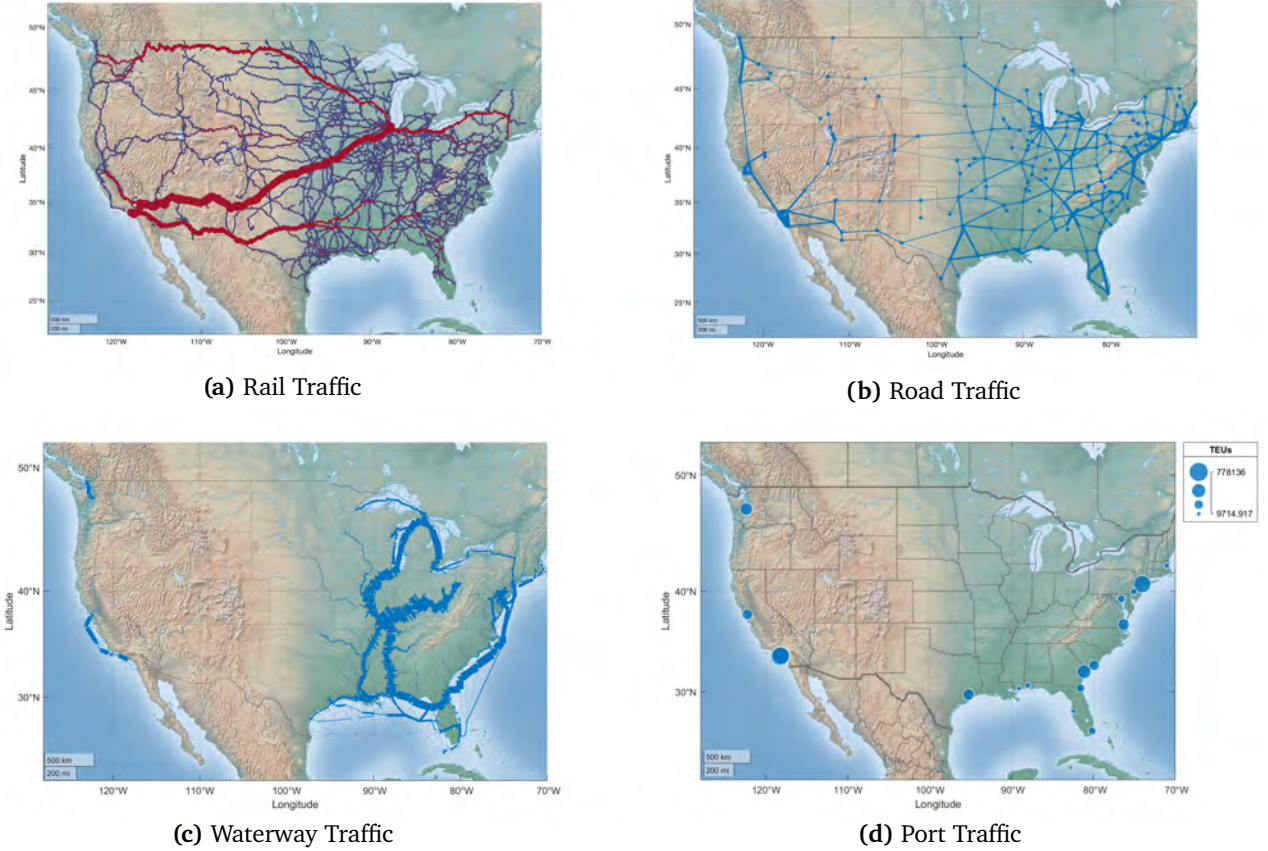 50°N
45°N
40°N
35°N
30°N
25°N
Latitude
500 km
200 mi
120°W 110°W 100°W 90°W 80°W 70°W
Longitude
(a) Rail Traffic
50°N
45°N
40°N
35°N
30°N
25°N
Latitude
500 km
200 mi
120°W 110°W 100°W 90°W 80°W
Longitude
(b) Road Traffic
50°N
40°N
30°N
Latitude
500 km
200 mi
120°W 110°W 100°W 90°W 80°W 70°W
Longitude
(c) Waterway Traffic
50°N
40°N
30°N
Latitude
500 km
200 mi
120°W 110°W 100°W 90°W 80°W 70°W
Longitude
TEUs
778136
9714.917
(d) Port Traffic